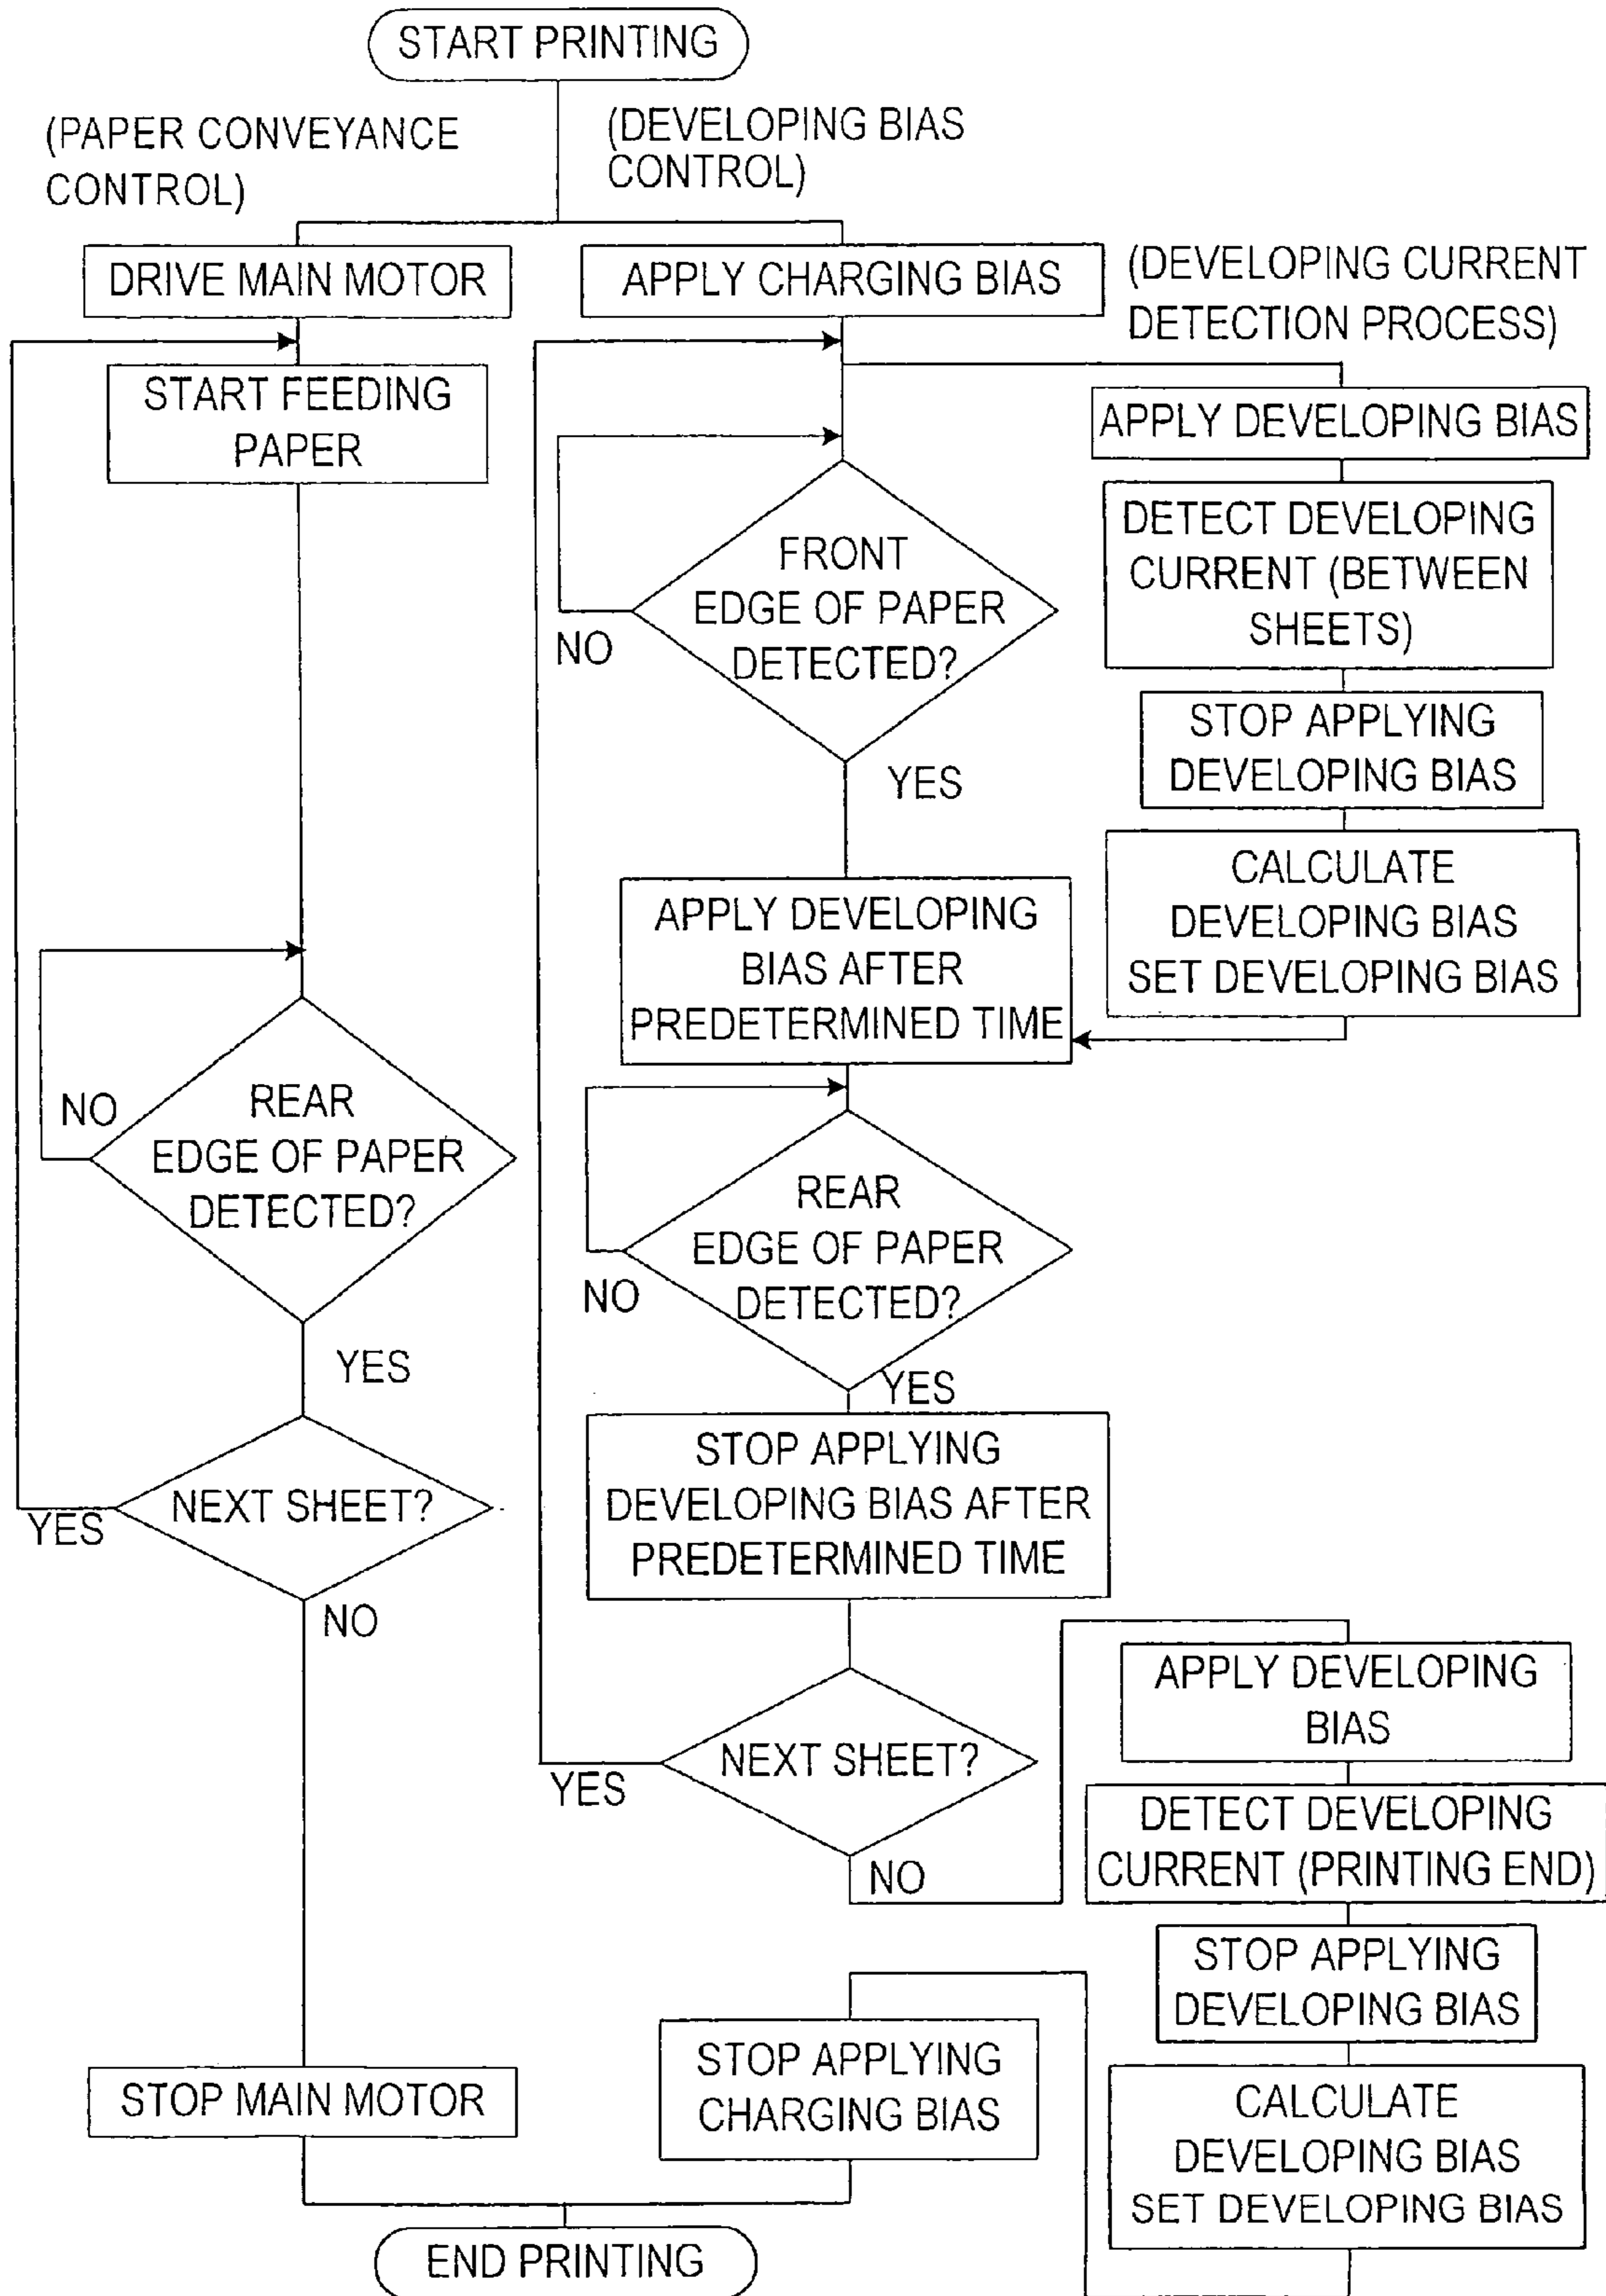 START PRINTING
(PAPER CONVEYANCE
CONTROL)
(DEVELOPING BIAS
CONTROL)
DRIVE MAIN MOTOR
APPLY CHARGING BIAS
(DEVELOPING CURRENT
DETECTION PROCESS)
START FEEDING
PAPER
APPLY DEVELOPING BIAS
DETECT DEVELOPING
CURRENT (BETWEEN
SHEETS)
FRONT
EDGE OF PAPER
DETECTED?
NO
YES
STOP APPLYING
DEVELOPING BIAS
CALCULATE
DEVELOPING BIAS
SET DEVELOPING BIAS
APPLY DEVELOPING
BIAS AFTER
PREDETERMINED TIME
REAR
EDGE OF PAPER
DETECTED?
NO
YES
REAR
EDGE OF PAPER
DETECTED?
NO
YES
NEXT SHEET?
YES
NO
STOP APPLYING
DEVELOPING BIAS AFTER
PREDETERMINED TIME
NEXT SHEET?
YES
NO
APPLY DEVELOPING
BIAS
DETECT DEVELOPING
CURRENT (PRINTING END)
STOP APPLYING
DEVELOPING BIAS
CALCULATE
DEVELOPING BIAS
SET DEVELOPING BIAS
STOP MAIN MOTOR
STOP APPLYING
CHARGING BIAS
END PRINTING